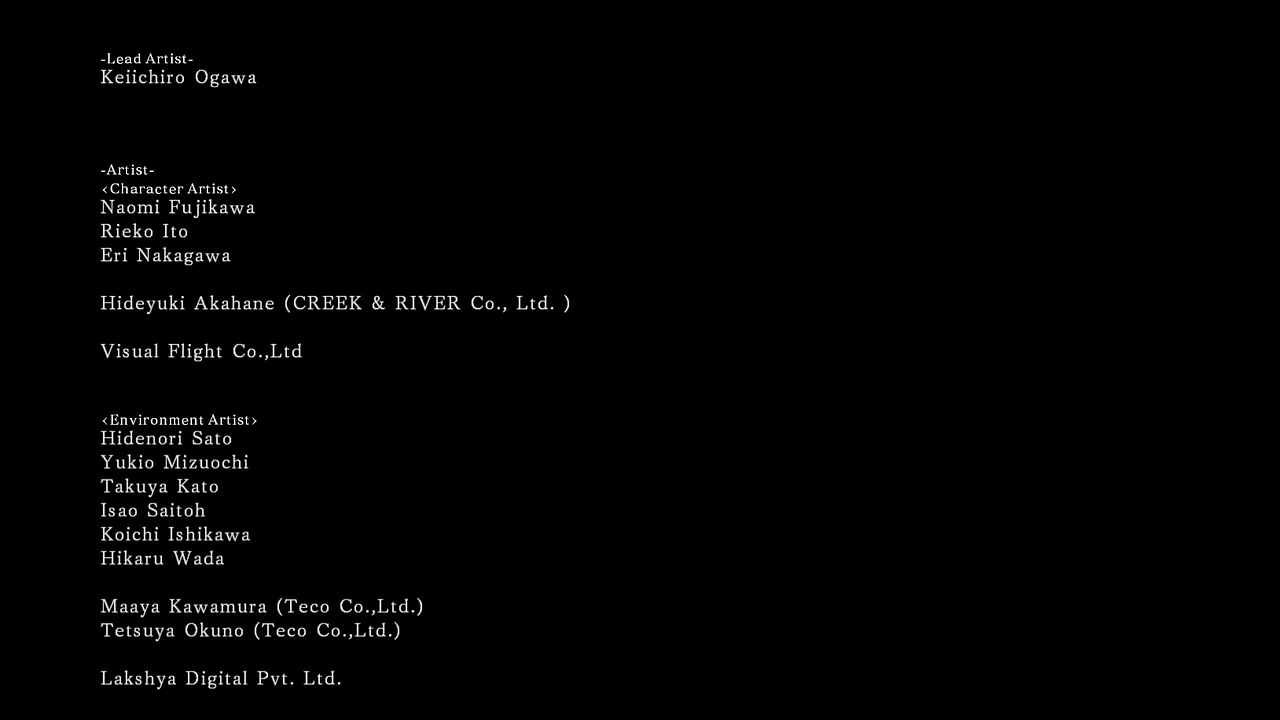 -Lead Artist-
Keiichiro Ogawa
-Artist-
‹Character Artist›
Naomi Fujikawa
Rieko Ito
Eri Nakagawa
Hideyuki Akahane (CREEK & RIVER Co., Ltd. )
Visual Flight Co.,Ltd
‹Environment Artist›
Hidenori Sato
Yukio Mizuochi
Takuya Kato
Isao Saitoh
Koichi Ishikawa
Hikaru Wada
Maaya Kawamura (Teco Co.,Ltd.)
Tetsuya Okuno (Teco Co.,Ltd.)
Lakshya Digital Pvt. Ltd.